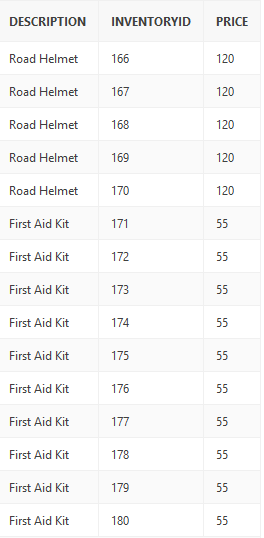 DESCRIPTION INVENTORYID PRICE
Road Helmet 166 120
Road Helmet 167 120
Road Helmet 168 120
Road Helmet 169 120
Road Helmet 170 120
First Aid Kit 171 55
First Aid Kit 172 55
First Aid Kit 173 55
First Aid Kit 174 55
First Aid Kit 175 55
First Aid Kit 176 55
First Aid Kit 177 55
First Aid Kit 178 55
First Aid Kit 179 55
First Aid Kit 180 55